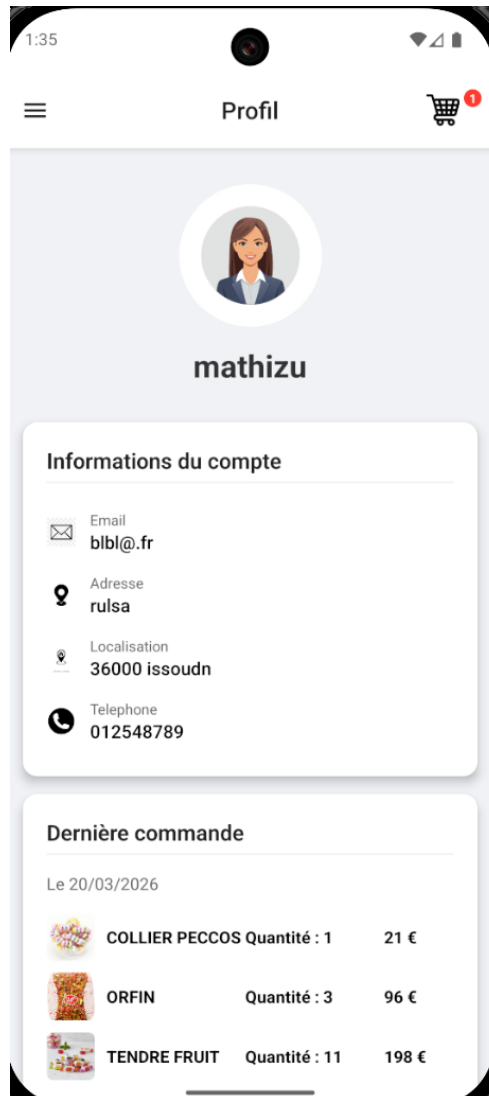 1:35
Profil
1
mathizu
Informations du compte
Email
blbl@.fr
Adresse
rulsa
Localisation
36000 issoudn
Telephone
012548789
Dernière commande
Le 20/03/2026
COLLIER PECCOS Quantité : 1 21 €
ORFIN Quantité : 3 96 €
TENDRE FRUIT Quantité : 11 198 €